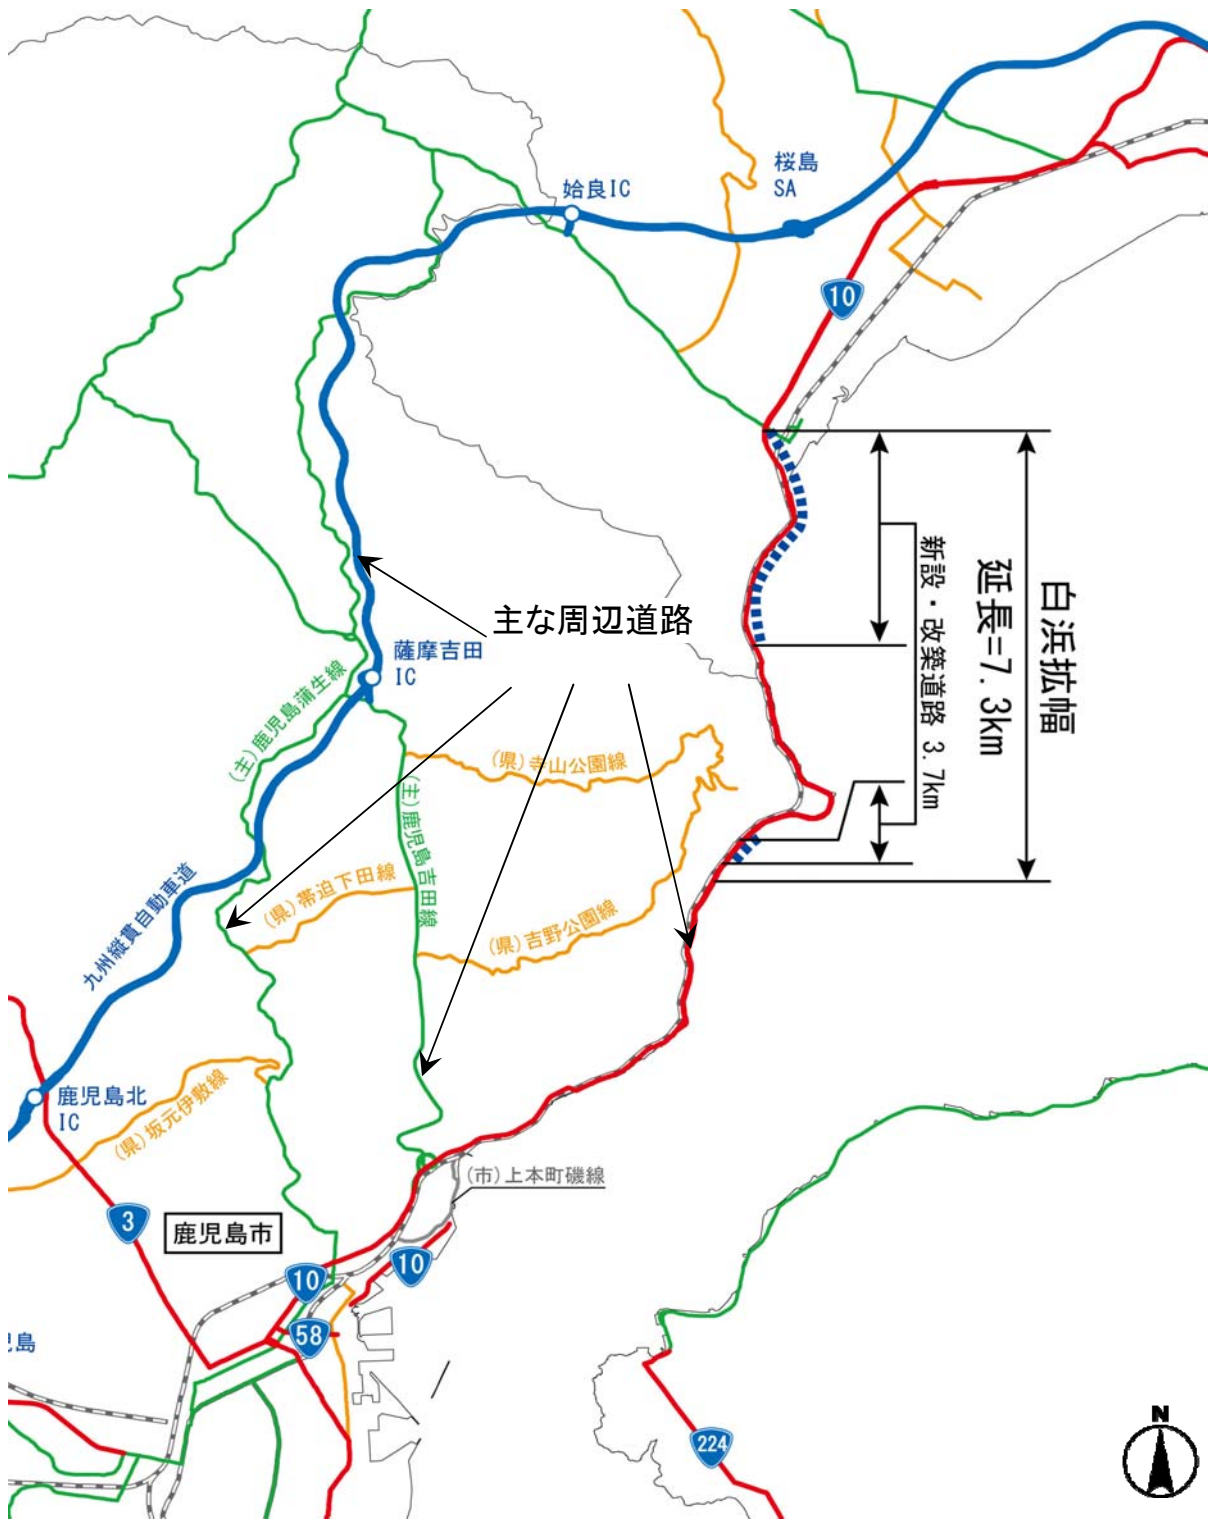 桜島
SA
姶良IC
10
主な周辺道路
薩摩吉田
IC
(主)鹿児島蒲生線
(県)寺山公園線
(主)鹿児島吉田線
(県)帯迫下田線
(県)吉野公園線
九州縦貫自動車道
白浜拡幅
延長=7.3km
新設・改築道路 3.7km
鹿児島北
IC
(県)坂元伊敷線
(市)上本町磯線
3
鹿児島市
10
10
58
児島
224
N